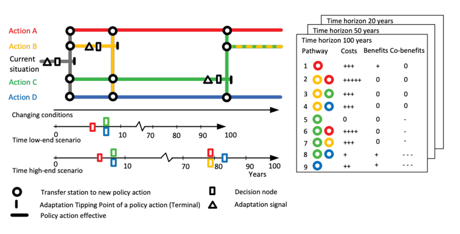 Action A
Action B
Current
situation
Action C
Action D
Changing conditions
0 10 70 80 90 100
Time low-end scenario
0 10 70 80 90 100
Time high-end scenario
Years
Transfer station to new policy action
Decision node
Adaptation Tipping Point of a policy action (Terminal)
Adaptation signal
Policy action effective
Time horizon 20 years
Time horizon 50 years
Time horizon 100 years
Pathway Costs Benefits Co-benefits
1 +++ + 0
2 +++++ 0 0
3 +++ 0 0
4 +++ 0 0
5 0 0 -
6 ++++ 0 -
7 +++ 0 -
8 + + ---
9 ++ + ---